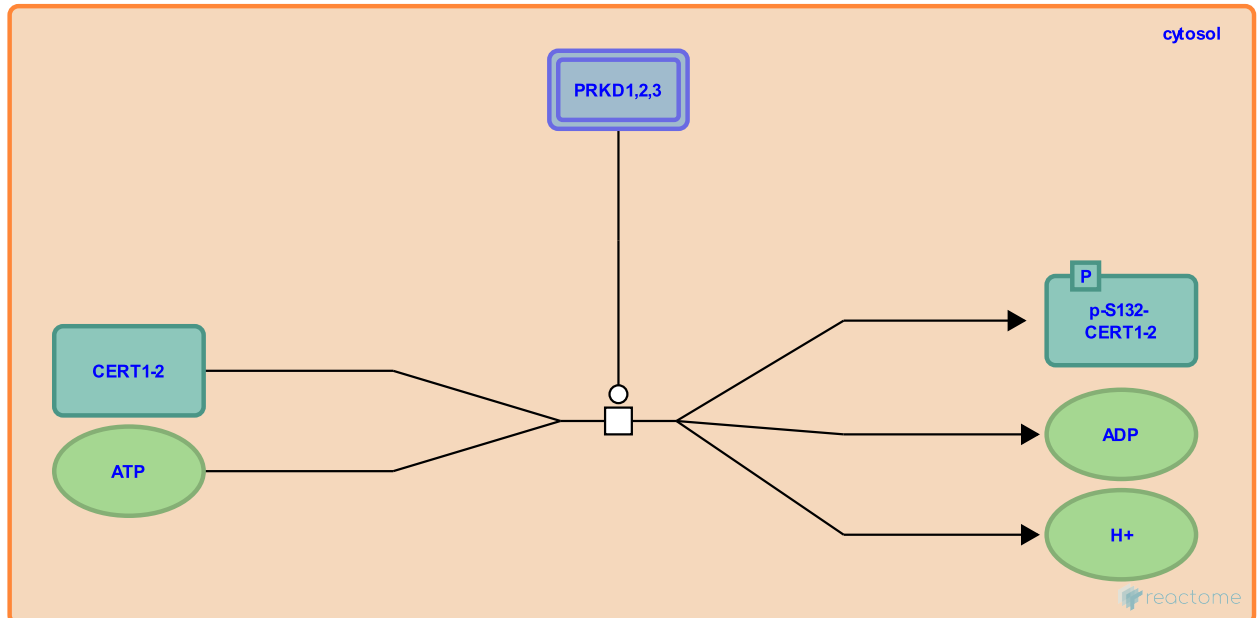 cytosol
PRKD1,2,3
P
p-S132-
CERT1-2
CERT1-2
ATP
ADP
H+
reactome